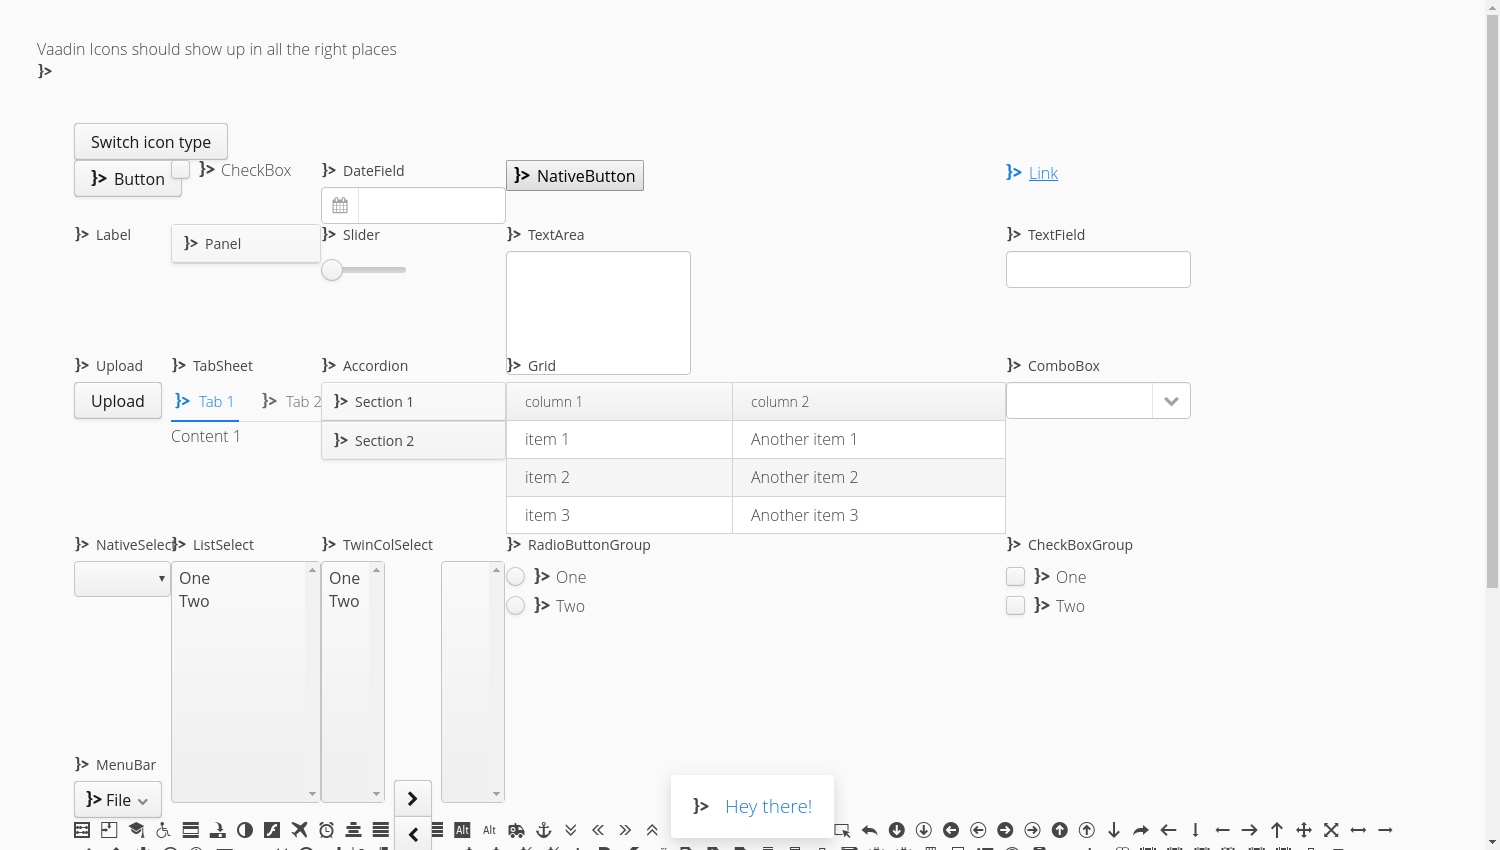 Vaadin Icons should show up in all the right places
Switch icon type
Button
CheckBox
DateField
NativeButton
Link
Label
Panel
Slider
TextArea
TextField
Upload
TabSheet
Accordion
Grid
ComboBox
Upload
Tab 1
Tab 2
Section 1
column 1
column 2
Content 1
Section 2
item 1
Another item 1
item 2
Another item 2
item 3
Another item 3
NativeSelect
ListSelect
TwinColSelect
RadioButtonGroup
CheckBoxGroup
One
Two
One
Two
One
Two
One
Two
MenuBar
File
Hey there!
Alt
Alt